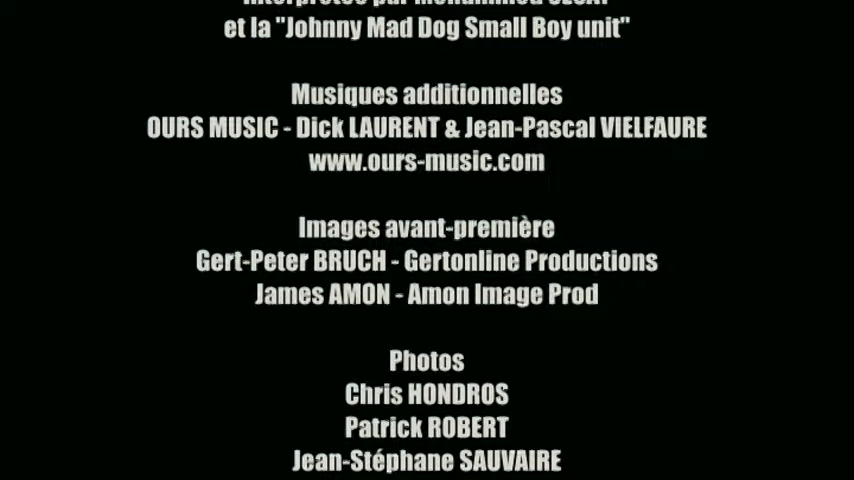 et la "Johnny Mad Dog Small Boy unit"
Musiques additionnelles
OURS MUSIC - Dick LAURENT & Jean-Pascal VIELFAURE
www.ours-music.com
Images avant-première
Gert-Peter BRUCH - Gertonline Productions
James AMON - Amon Image Prod
Photos
Chris HONDROS
Patrick ROBERT
Jean-Stéphane SAUVAIRE